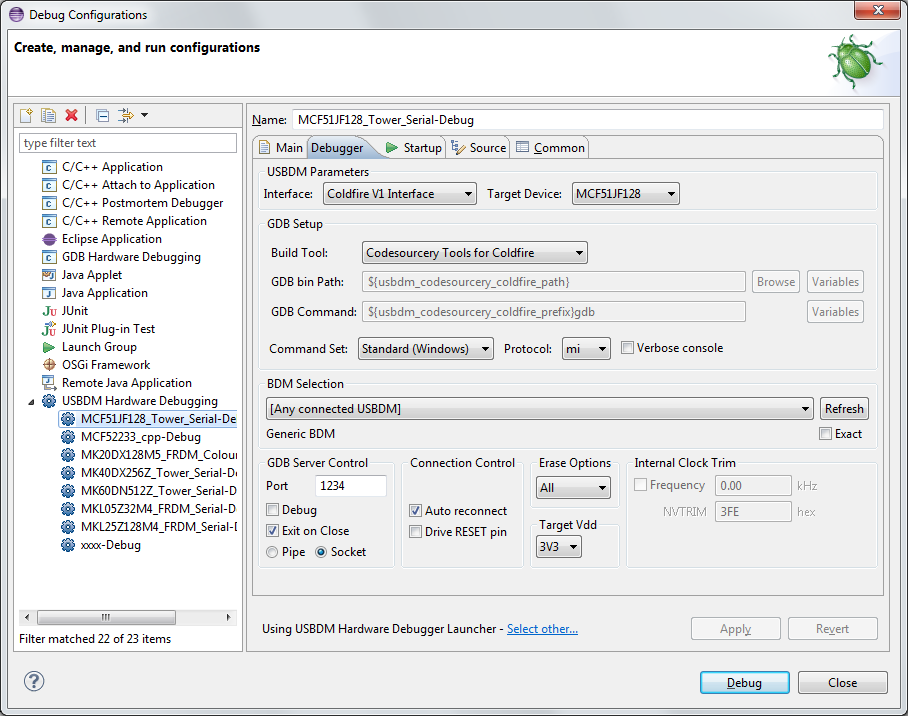 Debug Configurations
Create, manage, and run configurations
type filter text
C/C++ Application
C/C++ Attach to Application
C/C++ Postmortem Debugger
C/C++ Remote Application
Eclipse Application
GDB Hardware Debugging
Java Applet
Java Application
JUnit
JUnit Plug-in Test
Launch Group
OSGi Framework
Remote Java Application
USBDM Hardware Debugging
MCF51JF128_Tower_Serial-De
MCF52233_cpp-Debug
MK20DX128M5_FRDM_Colour
MK40DX256Z_Tower_Serial-D
MK60DN512Z_Tower_Serial-D
MKL05Z32M4_FRDM_Serial-D
MKL25Z128M4_FRDM_Serial-D
xxxx-Debug
Filter matched 22 of 23 items
Name: MCF51JF128_Tower_Serial-Debug
Main Debugger Startup Source Common
USBDM Parameters
Interface: Coldfire V1 Interface Target Device: MCF51JF128
GDB Setup
Build Tool: Codesourcery Tools for Coldfire
GDB bin Path: ${usbdm_codesourcery_coldfire_path} Browse Variables
GDB Command: ${usbdm_codesourcery_coldfire_prefix}gdb Variables
Command Set: Standard (Windows) Protocol: mi Verbose console
BDM Selection
[Any connected USBDM] Refresh
Generic BDM Exact
GDB Server Control
Port 1234
Debug
Exit on Close
Pipe Socket
Connection Control
Auto reconnect
Drive RESET pin
Erase Options
All
Target Vdd
3V3
Internal Clock Trim
Frequency 0.00 kHz
NVTRIM 3FE hex
Using USBDM Hardware Debugger Launcher - Select other...
Apply Revert
Debug Close